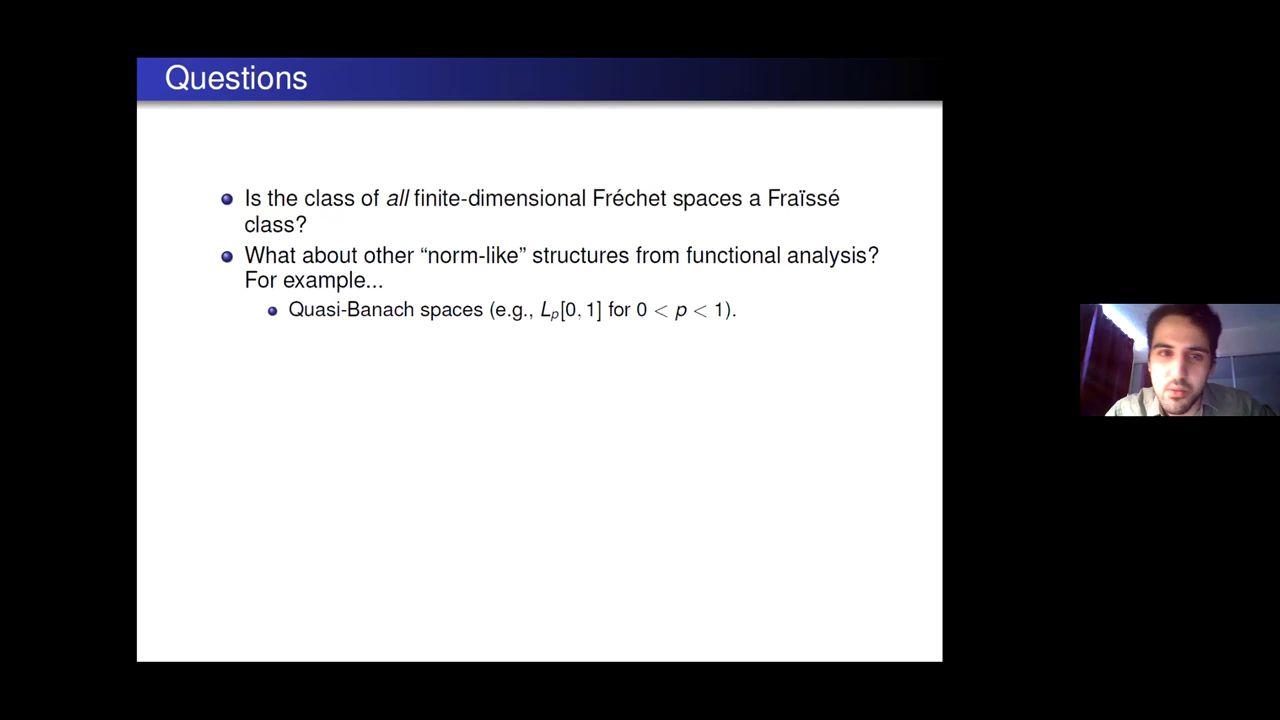 Questions
Is the class of all finite-dimensional Fréchet spaces a Fraïssé
class?
What about other “norm-like” structures from functional analysis?
For example...
Quasi-Banach spaces (e.g., Lp[0, 1] for 0 < p < 1).